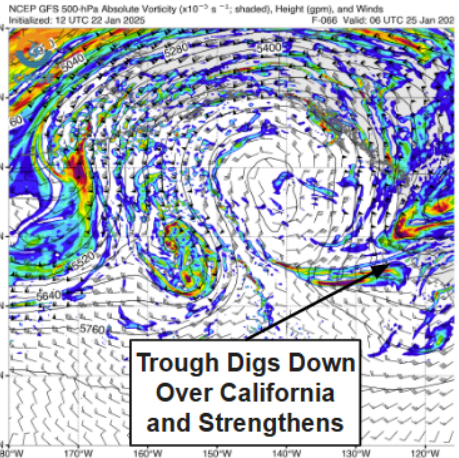 NCEP GFS 500-hPa Absolute Vorticity (x10⁻⁵ s⁻¹; shaded), Height (gpm), and Winds
Initialized: 12 UTC 22 Jan 2025 F-066 Valid: 06 UTC 25 Jan 202
5040
5280
5400
60
5520
5640
5760
Trough Digs Down
Over California
and Strengthens
80°W 170°W 160°W 150°W 140°W 130°W 120°W